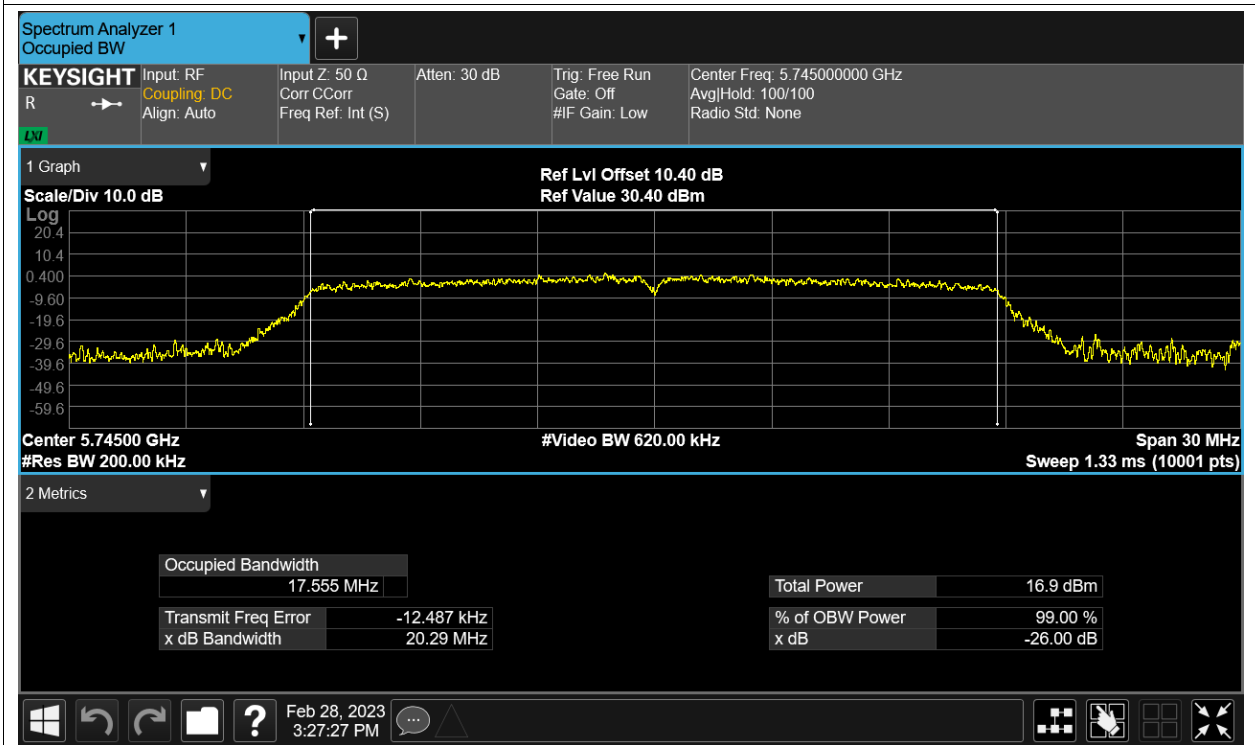 Spectrum Analyzer 1
Occupied BW
KEYSIGHT
R
LXI
Input: RF
Coupling: DC
Align: Auto
Input Z: 50 Ω
Corr CCorr
Freq Ref: Int (S)
Atten: 30 dB
Trig: Free Run
Gate: Off
#IF Gain: Low
Center Freq: 5.745000000 GHz
Avg|Hold: 100/100
Radio Std: None
1 Graph
Scale/Div 10.0 dB
Ref Lvl Offset 10.40 dB
Ref Value 30.40 dBm
Log
20.4
10.4
0.400
-9.60
-19.6
-29.6
-39.6
-49.6
-59.6
Center 5.74500 GHz
#Video BW 620.00 kHz
Span 30 MHz
#Res BW 200.00 kHz
Sweep 1.33 ms (10001 pts)
2 Metrics
Occupied Bandwidth
17.555 MHz
Total Power 16.9 dBm
Transmit Freq Error -12.487 kHz
% of OBW Power 99.00 %
x dB Bandwidth 20.29 MHz
x dB -26.00 dB
?
Feb 28, 2023
3:27:27 PM